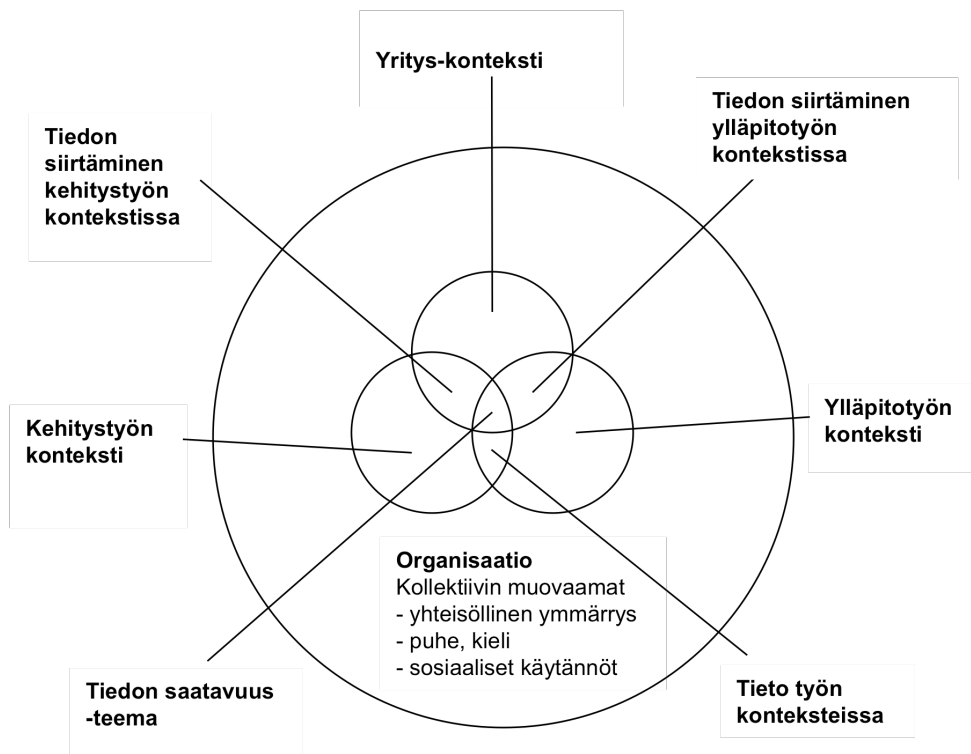 Yritys-konteksti
Tiedon siirtäminen
ylläpitotyön
kontekstissa
Tiedon
siirtäminen
kehitystyön
kontekstissa
Kehitystyön
konteksti
Ylläpitotyön
konteksti
Organisaatio
Kollektiivin muovaamat
- yhteisöllinen ymmärrys
- puhe, kieli
- sosiaaliset käytännöt
Tiedon saatavuus
-teema
Tieto työn
konteksteissa